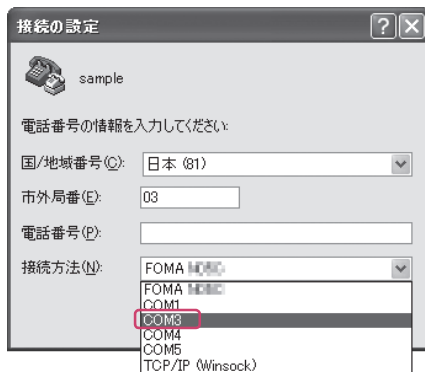 接続の設定
sample
電話番号の情報を入力してください:
国/地域番号(C): 日本 (81)
市外局番(E): 03
電話番号(P):
接続方法(N): FOMA
FOMA
COM1
COM3
COM4
COM5
TCP/IP (Winsock)